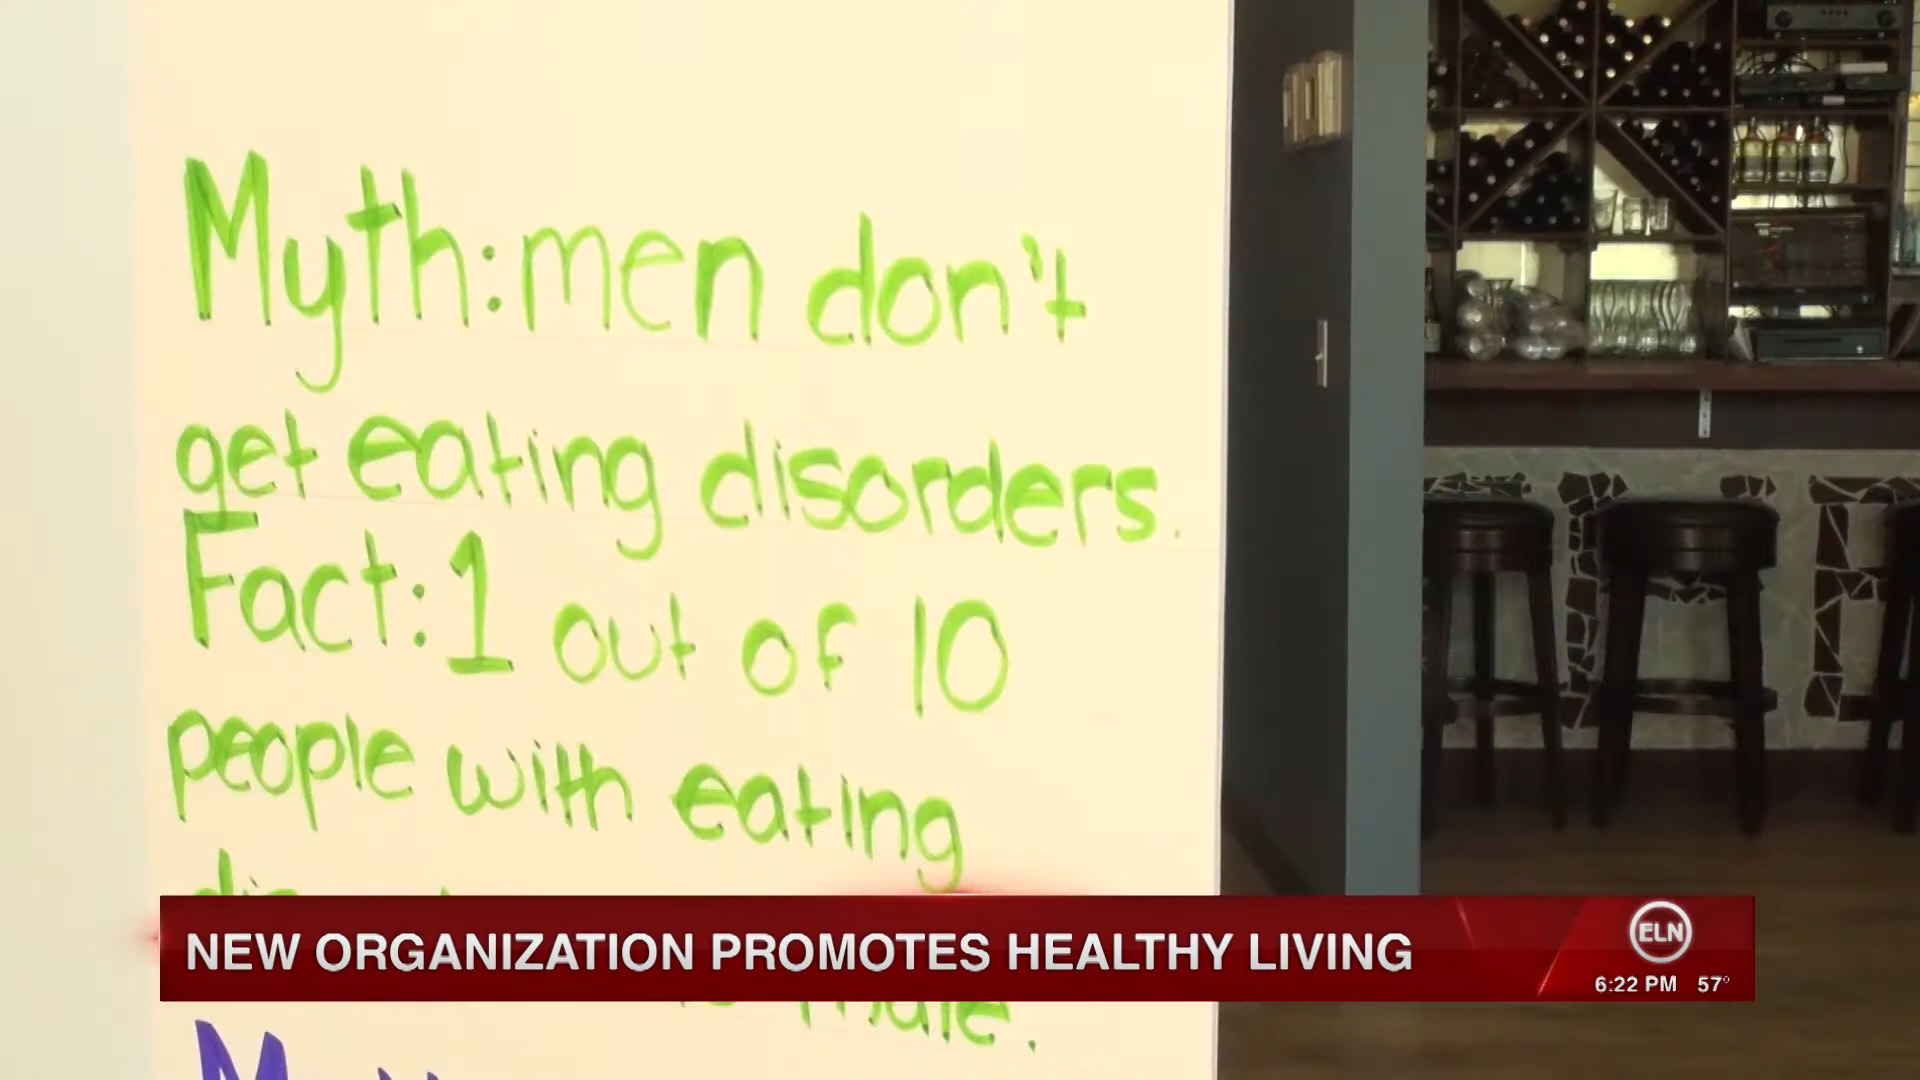 Myth: men don't
get eating disorders.
Fact: 1 out of 10
people with eating
male.
NEW ORGANIZATION PROMOTES HEALTHY LIVING
ELN
6:22 PM 57°